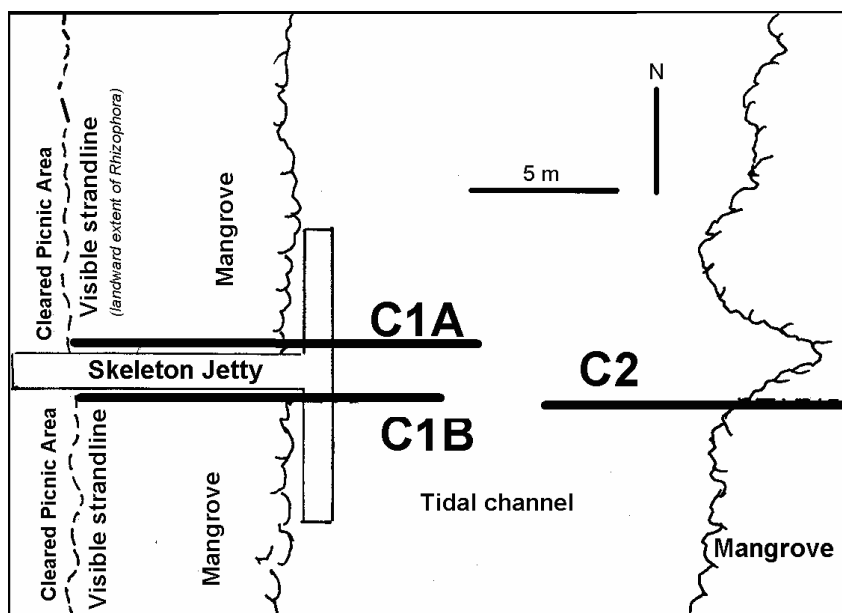 Cleared Picnic Area
Visible strandline
(landward extent of Rhizophora)
Mangrove
5 m
N
C1A
Skeleton Jetty
C2
C1B
Cleared Picnic Area
Visible strandline
Mangrove
Tidal channel
Mangrove